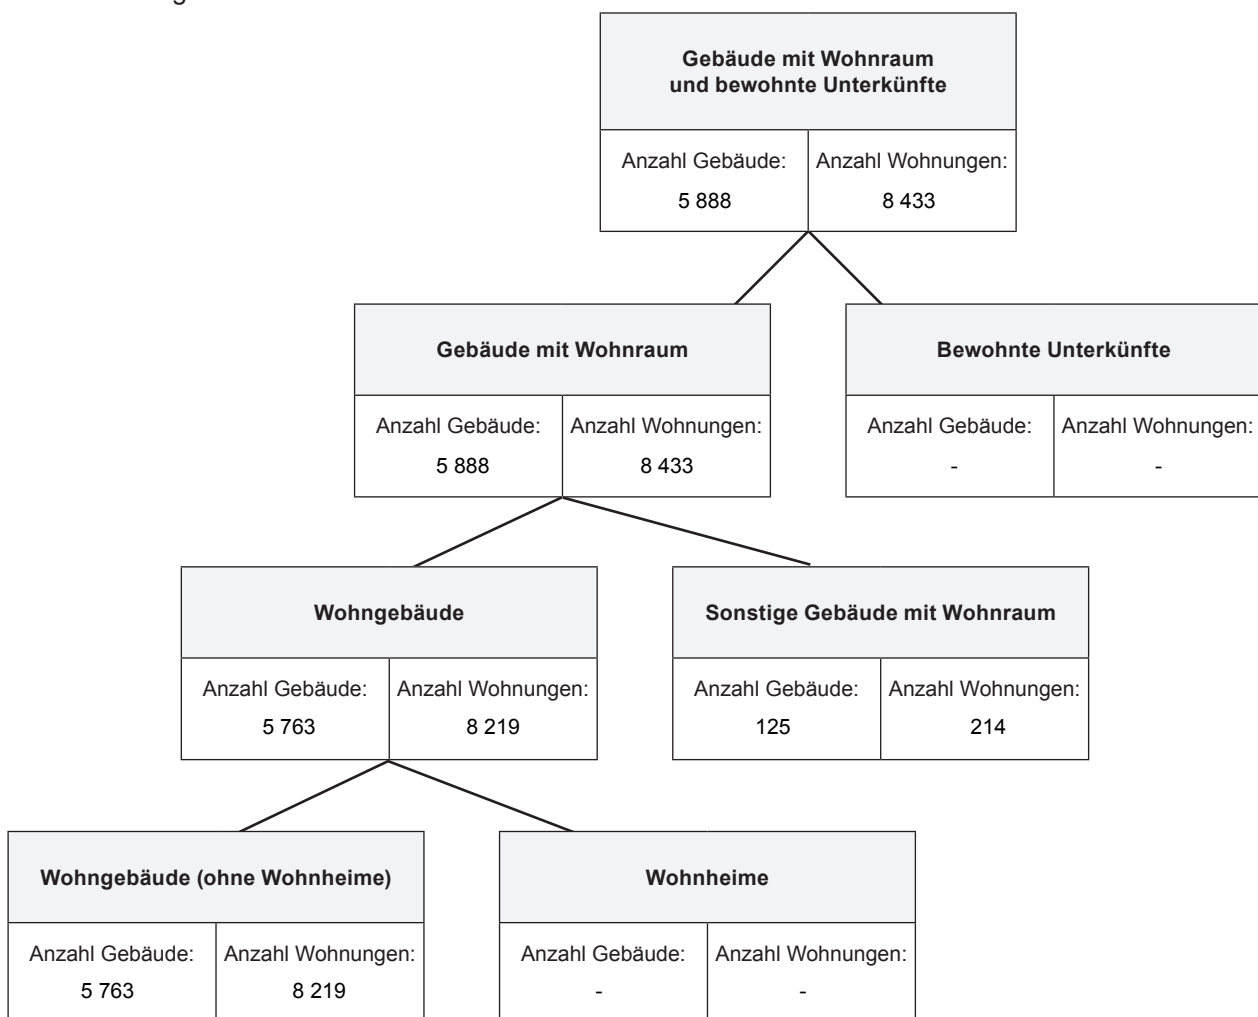 Gebäude mit Wohnraum
und bewohnte Unterkünfte
Anzahl Gebäude: Anzahl Wohnungen:
5 888 8 433
Gebäude mit Wohnraum
Anzahl Gebäude: Anzahl Wohnungen:
5 888 8 433
Bewohnte Unterkünfte
Anzahl Gebäude: Anzahl Wohnungen:
- -
Wohngebäude
Anzahl Gebäude: Anzahl Wohnungen:
5 763 8 219
Sonstige Gebäude mit Wohnraum
Anzahl Gebäude: Anzahl Wohnungen:
125 214
Wohngebäude (ohne Wohnheime)
Anzahl Gebäude: Anzahl Wohnungen:
5 763 8 219
Wohnheime
Anzahl Gebäude: Anzahl Wohnungen:
- -